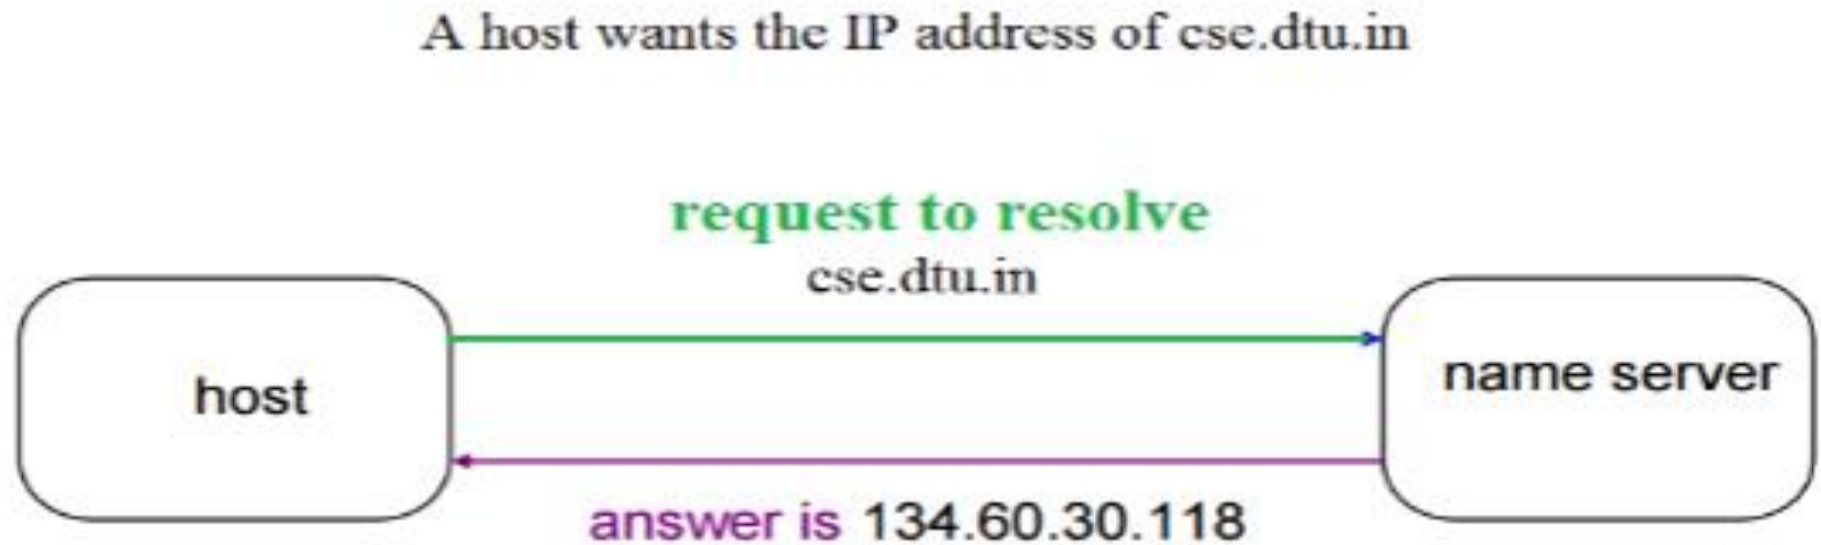 A host wants the IP address of cse.dtu.in
request to resolve
cse.dtu.in
host
name server
answer is 134.60.30.118